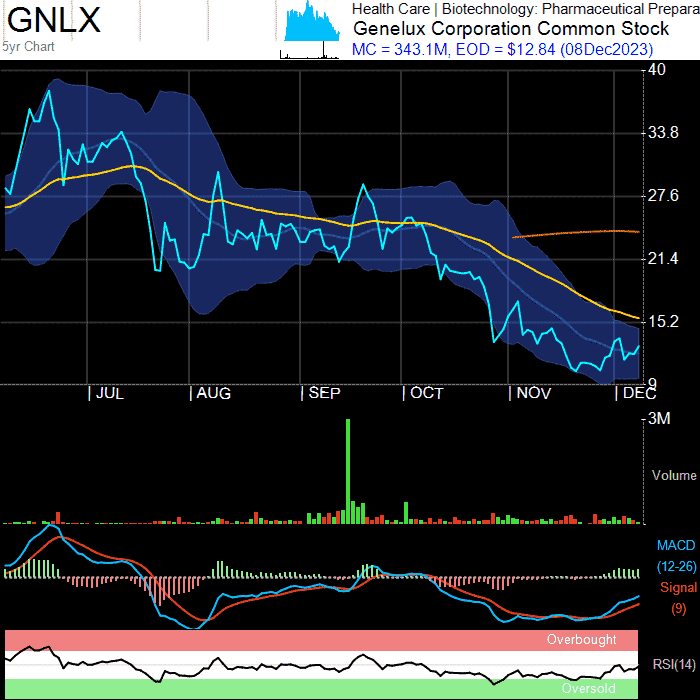 GNLX
5yr Chart
Health Care | Biotechnology: Pharmaceutical Prepara
Genelux Corporation Common Stock
MC = 343.1M, EOD = $12.84 (08Dec2023)
40
33.8
27.6
21.4
15.2
9
JUL AUG SEP OCT NOV DEC
3M
Volume
MACD
(12-26)
Signal
(9)
Overbought
RSI(14)
Oversold